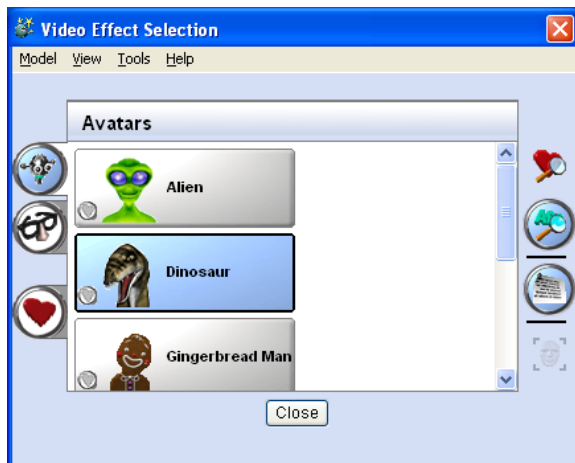 Video Effect Selection
Model View Tools Help
Avatars
Alien
Dinosaur
Gingerbread Man
Close